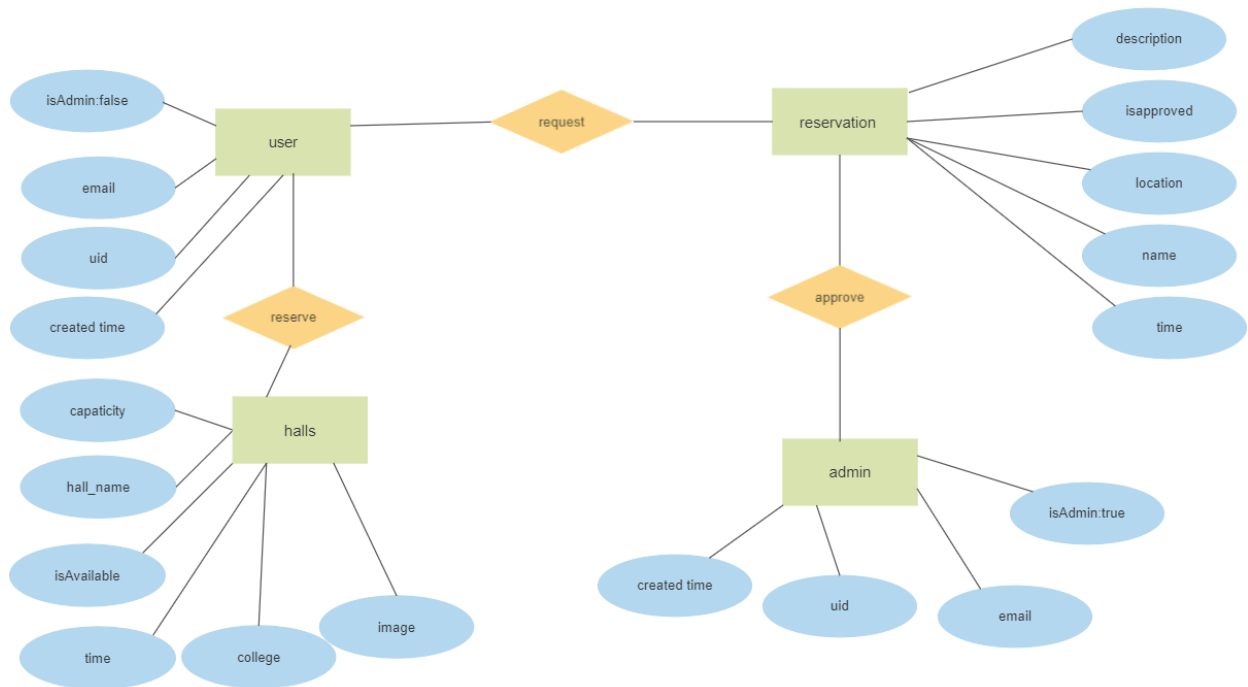 description
isAdmin:false
isapproved
user
request
reservation
email
location
uid
name
created time
reserve
approve
time
capaticity
halls
hall_name
admin
isAdmin:true
isAvailable
created time
uid
email
image
time
college